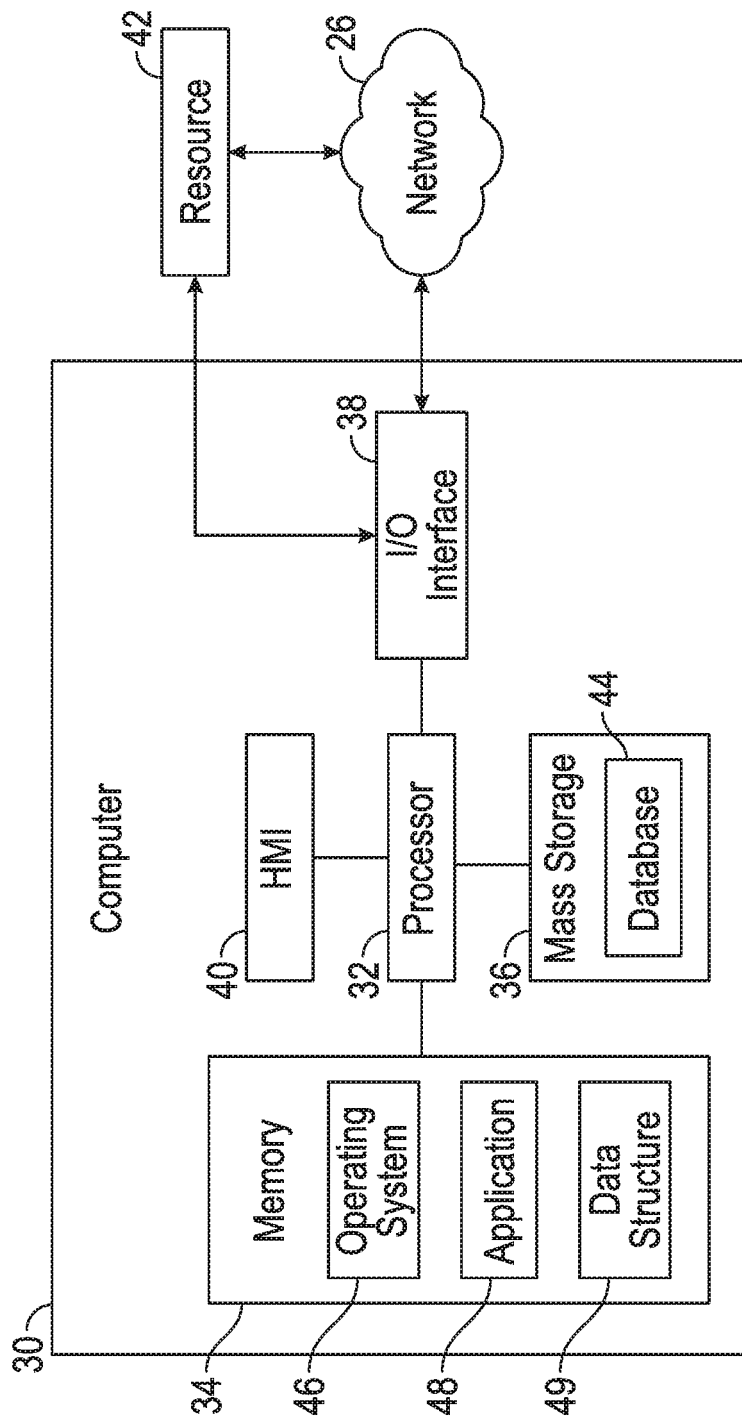 30
Computer
34
Memory
46
Operating
System
48
Application
49
Data
Structure
40
HMI
32
Processor
36
Mass Storage
44
Database
38
I/O
Interface
42
Resource
26
Network